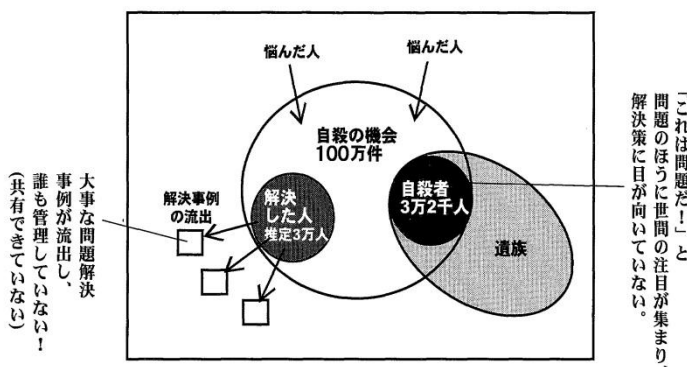 悩んだ人
悩んだ人
自殺の機会
100万件
解決
した人
推定3万人
自殺者
3万2千人
遺族
解決事例
の流出
「これは問題だ！」と
問題のほうに世間の注目が集まり、
解決策に目が向いていない。
大事な問題解決
事例が流出し、
誰も管理していない！
（共有できていない）